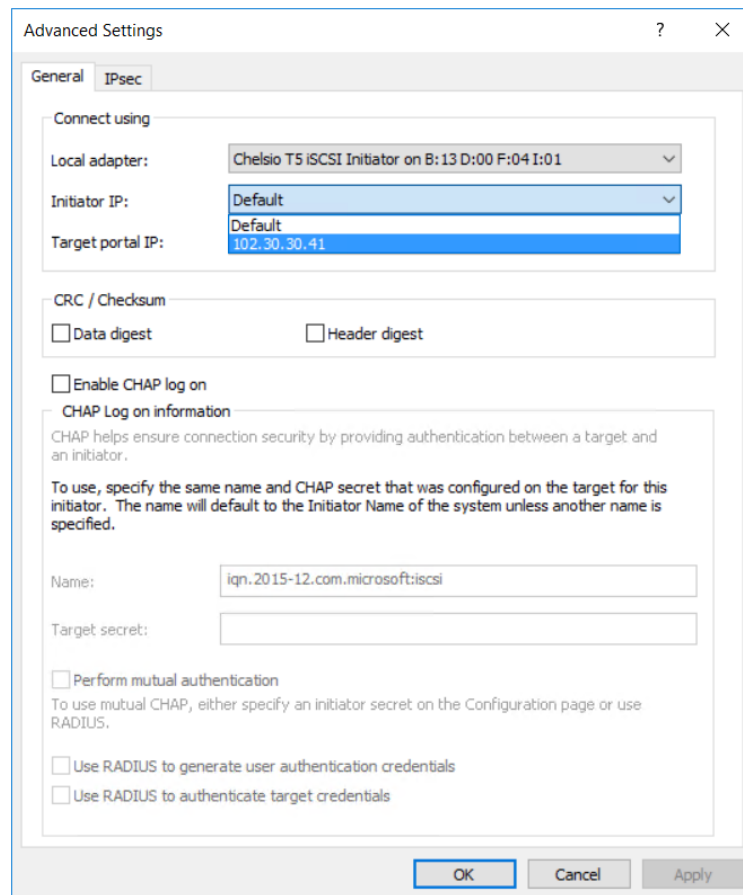 Advanced Settings
General IPsec
Connect using
Local adapter: Chelsio T5 iSCSI Initiator on B:13 D:00 F:04 I:01
Initiator IP: Default
Default
Target portal IP: 102.30.30.41
CRC / Checksum
Data digest Header digest
Enable CHAP log on
CHAP Log on information
CHAP helps ensure connection security by providing authentication between a target and
an initiator.
To use, specify the same name and CHAP secret that was configured on the target for this
initiator. The name will default to the Initiator Name of the system unless another name is
specified.
Name: iqn.2015-12.com.microsoft:iscsi
Target secret:
Perform mutual authentication
To use mutual CHAP, either specify an initiator secret on the Configuration page or use
RADIUS.
Use RADIUS to generate user authentication credentials
Use RADIUS to authenticate target credentials
OK Cancel Apply